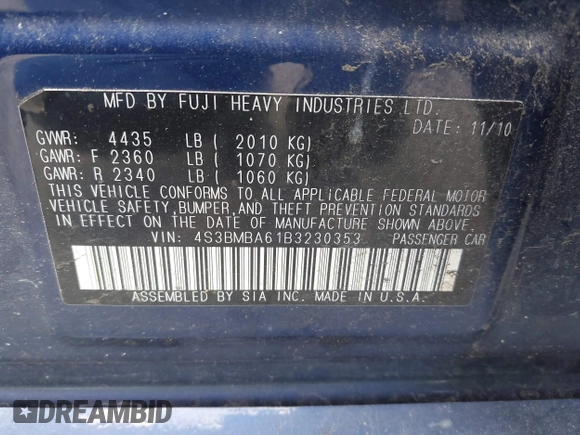 MFD BY FUJI HEAVY INDUSTRIES LTD.
DATE: 11/10
GVWR: 4435 LB ( 2010 KG)
GAWR: F 2360 LB ( 1070 KG)
GAWR: R 2340 LB ( 1060 KG)
THIS VEHICLE CONFORMS TO ALL APPLICABLE FEDERAL MOTOR
VEHICLE SAFETY, BUMPER, AND THEFT PREVENTION STANDARDS
IN EFFECT ON THE DATE OF MANUFACTURE SHOWN ABOVE.
VIN: 4S3BMBA61B3230353 PASSENGER CAR
ASSEMBLED BY SIA INC. MADE IN U.S.A.
DREAMBID